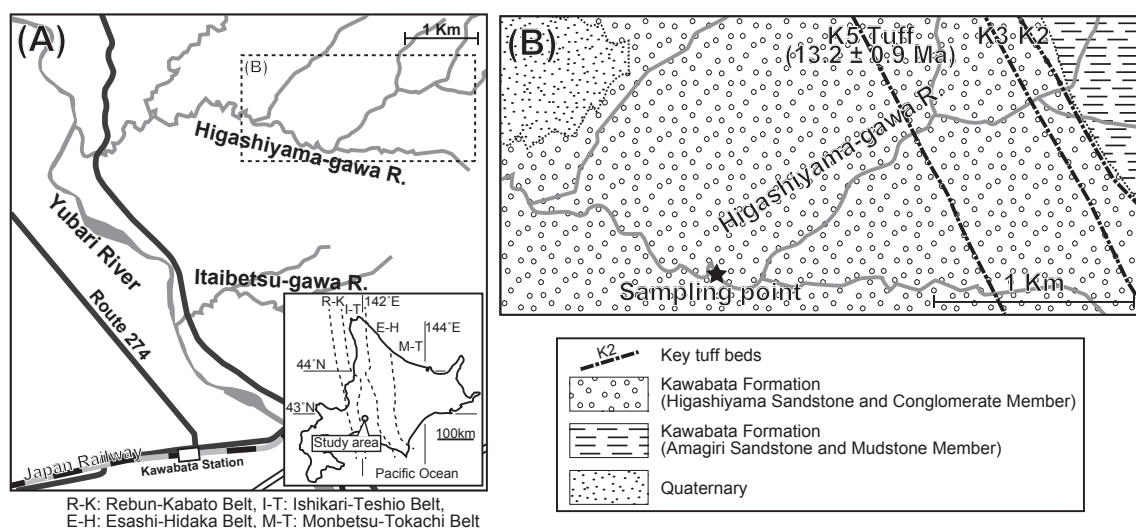 (A)
1 Km
(B)
Higashiyama-gawa R.
Yubari River
Itaibetsu-gawa R.
Route 274
Japan Railway
Kawabata Station
R-K
142˚E
I-T
E-H
144˚E
M-T
44˚N
43˚N
100km
Study area
Pacific Ocean
R-K: Rebun-Kabato Belt, I-T: Ishikari-Teshio Belt,
E-H: Esashi-Hidaka Belt, M-T: Monbetsu-Tokachi Belt
(B)
K5 Tuff
(13.2 ± 0.9 Ma)
K3
K2
Higashiyama-gawa R.
Sampling point
1 Km
K2
Key tuff beds
Kawabata Formation
(Higashiyama Sandstone and Conglomerate Member)
Kawabata Formation
(Amagiri Sandstone and Mudstone Member)
Quaternary